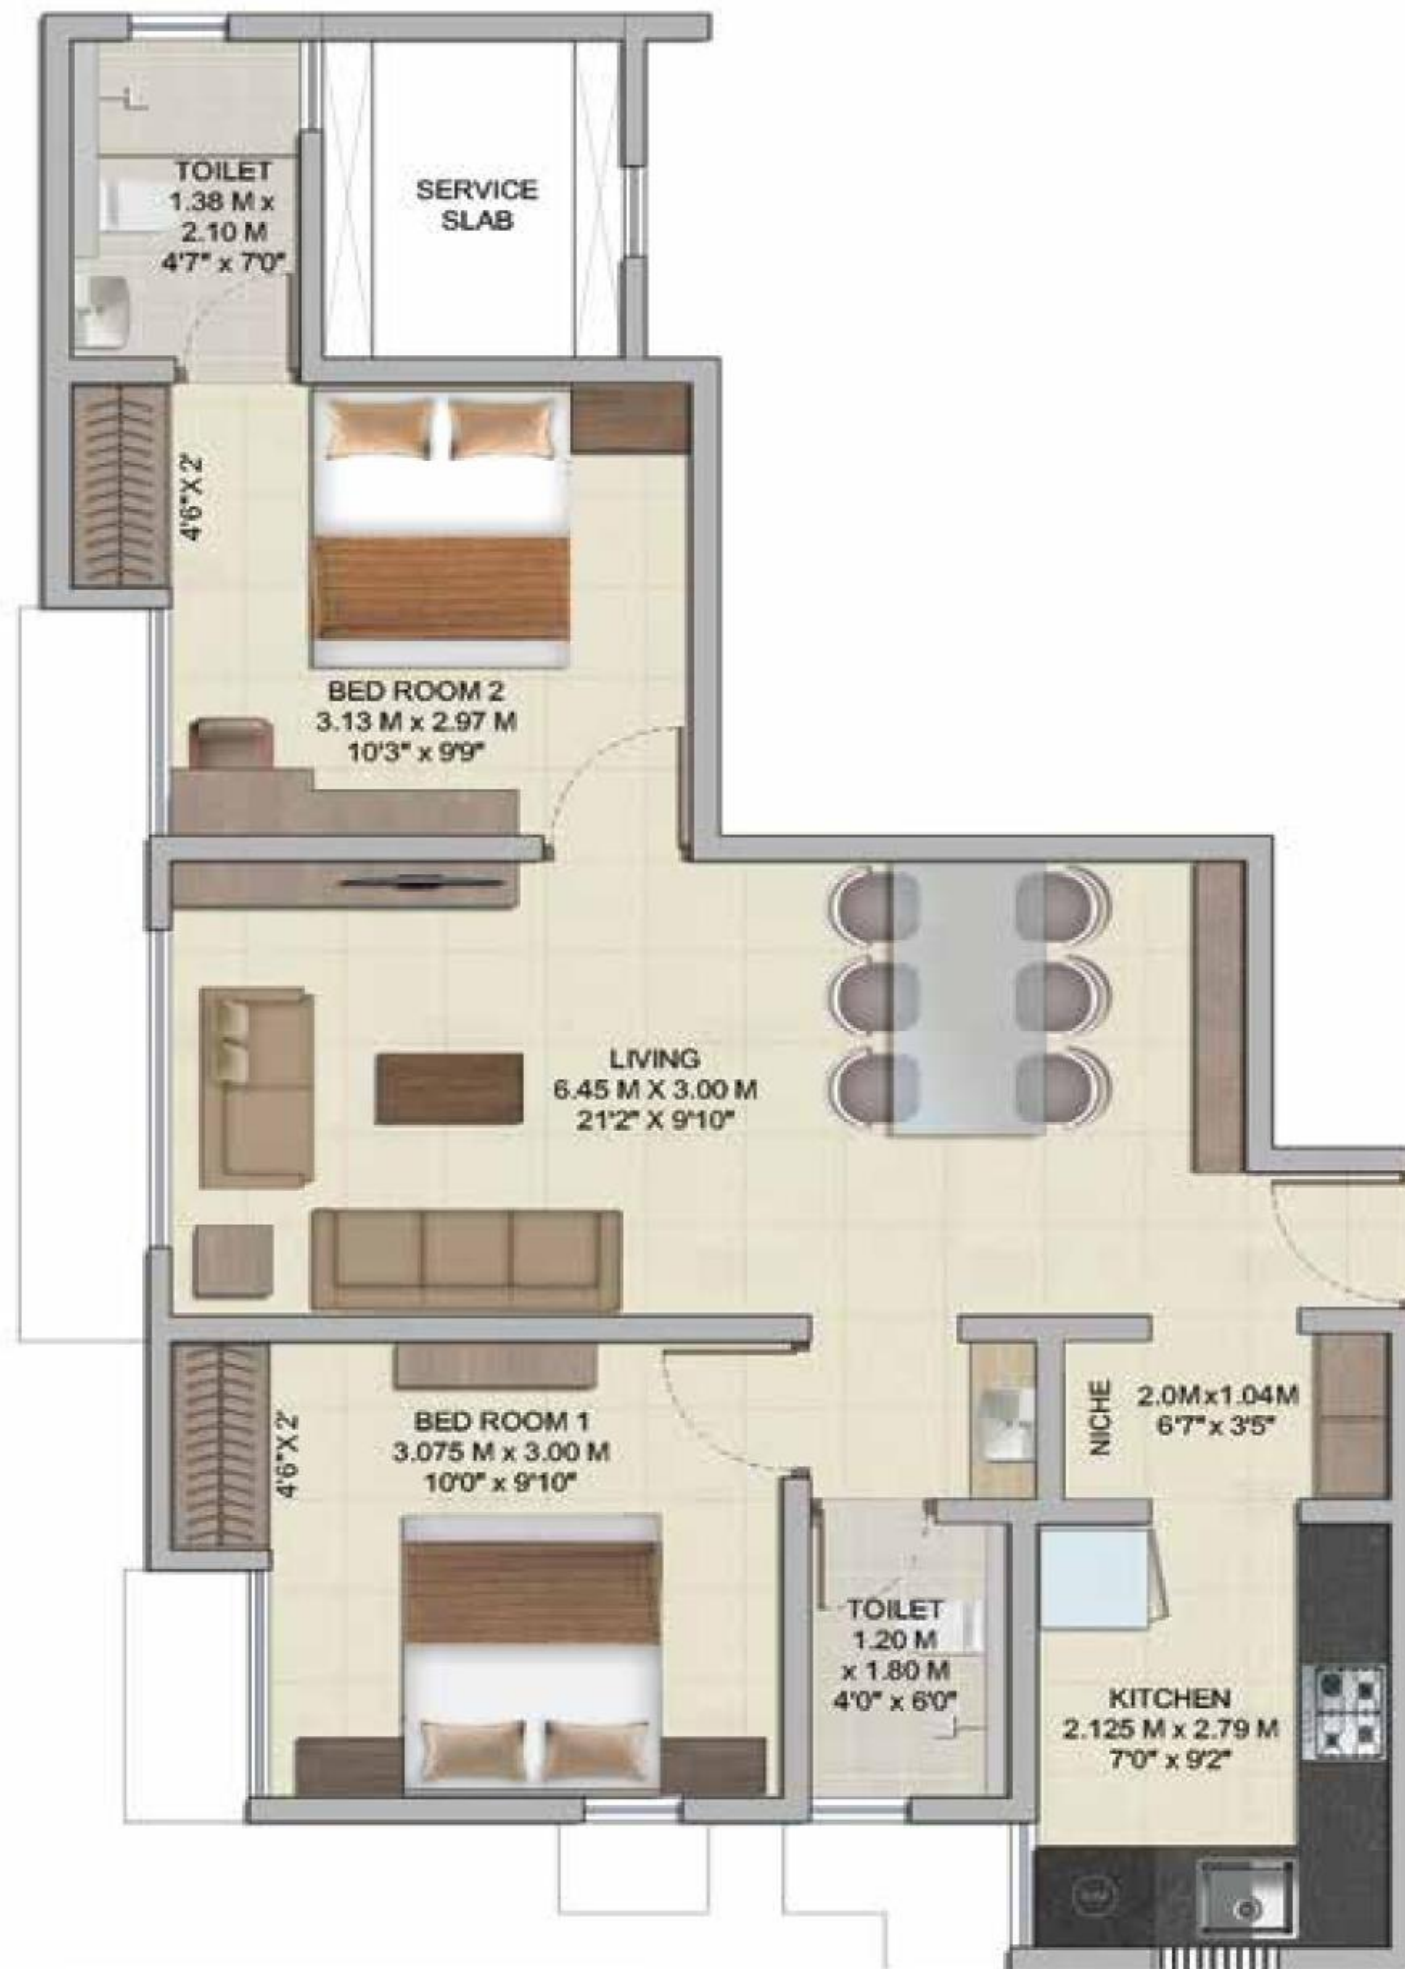 TOILET
1.38 M x
2.10 M
4'7" x 7'0"
SERVICE
SLAB
4'6"X 2'
BED ROOM 2
3.13 M x 2.97 M
10'3" x 9'9"
LIVING
6.45 M X 3.00 M
21'2" X 9'10"
4'6"X 2'
BED ROOM 1
3.075 M x 3.00 M
10'0" x 9'10"
NICHE
2.0Mx1.04M
6'7" x 3'5"
TOILET
1.20 M
x 1.80 M
4'0" x 6'0"
KITCHEN
2.125 M x 2.79 M
7'0" x 9'2"